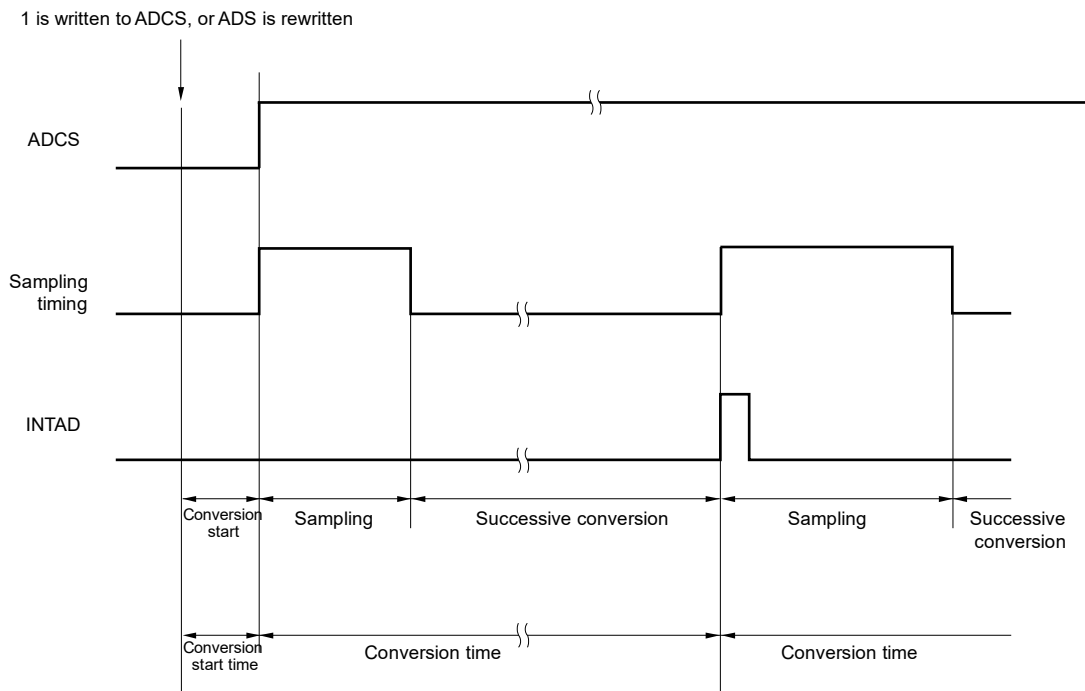 1 is written to ADCS, or ADS is rewritten
ADCS
Sampling
timing
INTAD
Conversion
start
Sampling
Successive conversion
Sampling
Successive
conversion
Conversion
start time
Conversion time
Conversion time